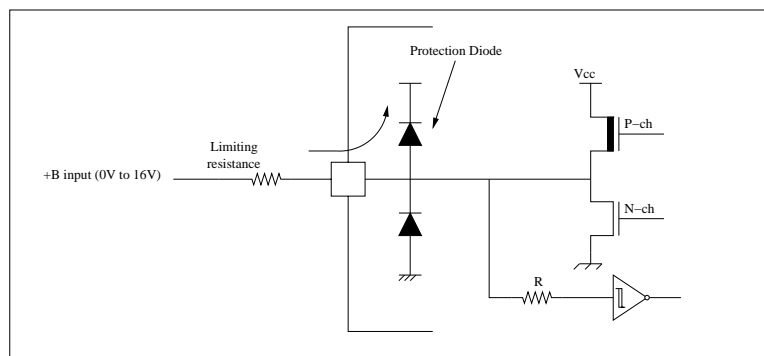 Protection Diode
Vcc
P-ch
Limiting
resistance
+B input (0V to 16V)
N-ch
R